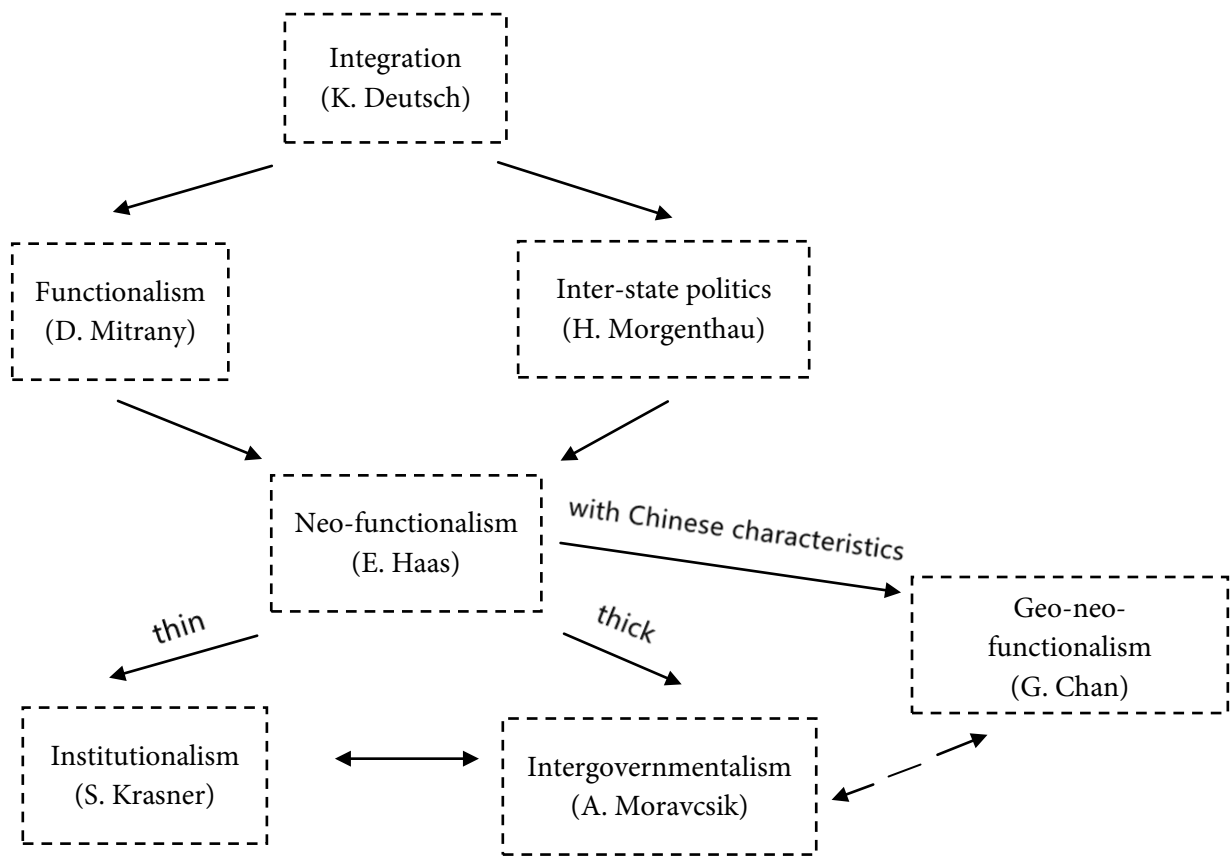 Integration
(K. Deutsch)
Functionalism
(D. Mitrany)
Inter-state politics
(H. Morgenthau)
Neo-functionalism
(E. Haas)
with Chinese characteristics
thin
thick
Geo-neo-
functionalism
(G. Chan)
Institutionalism
(S. Krasner)
Intergovernmentalism
(A. Moravcsik)